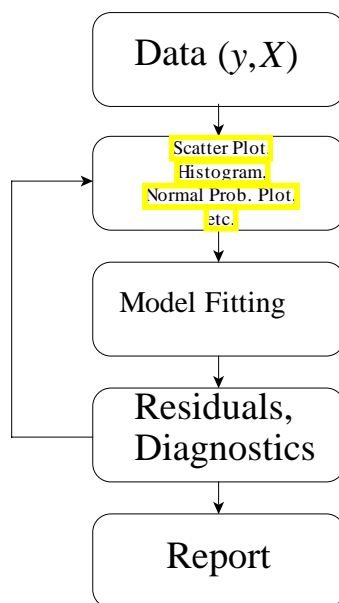 Data (y,X)
Scatter Plot,
Histogram,
Normal Prob. Plot,
etc.
Model Fitting
Residuals,
Diagnostics
Report